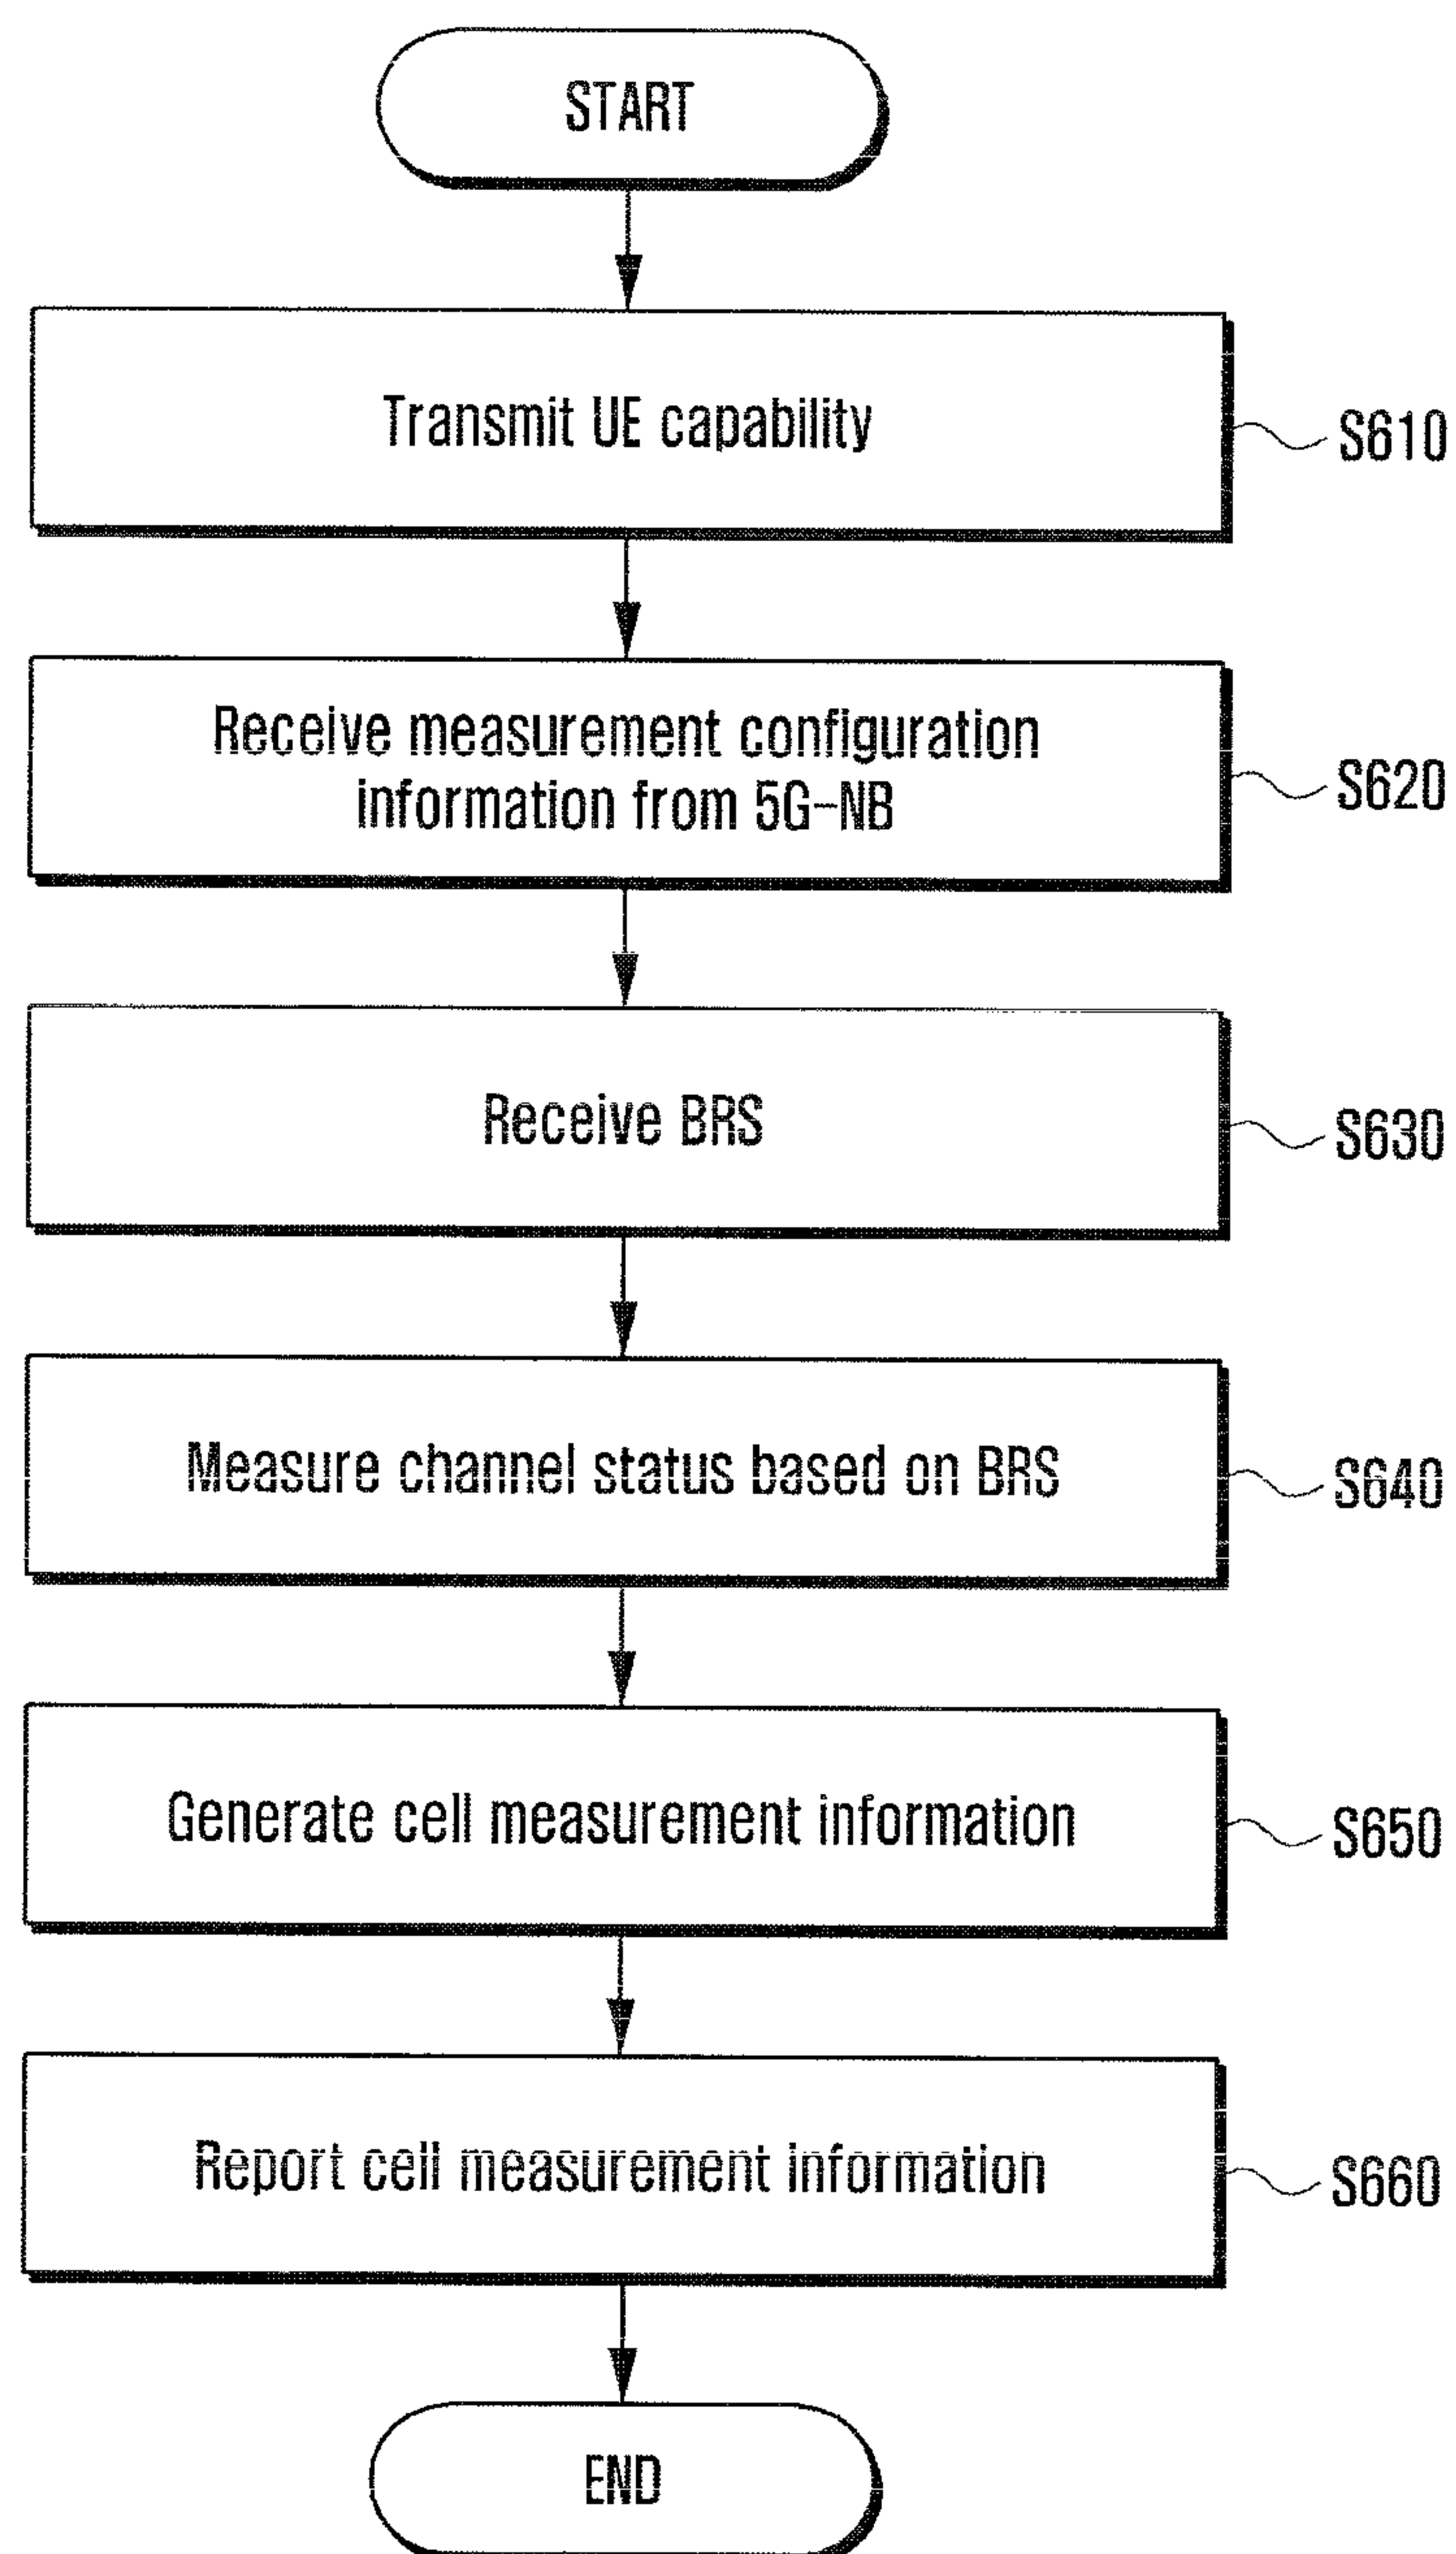 START
Transmit UE capability
S610
Receive measurement configuration
information from 5G-NB
S620
Receive BRS
S630
Measure channel status based on BRS
S640
Generate cell measurement information
S650
Report cell measurement information
S660
END